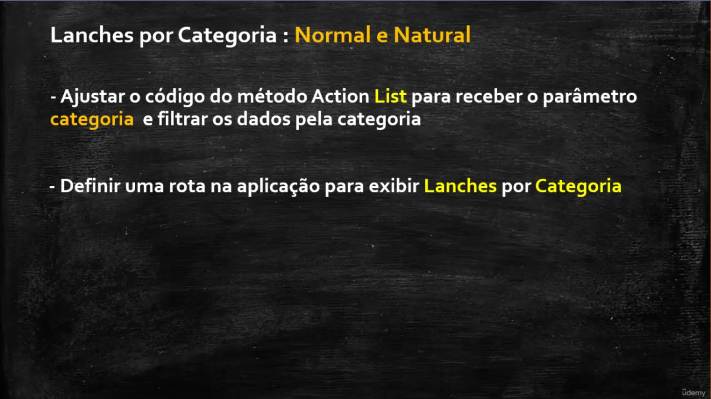 Lanches por Categoria : Normal e Natural
- Ajustar o código do método Action List para receber o parâmetro
categoria e filtrar os dados pela categoria
- Definir uma rota na aplicação para exibir Lanches por Categoria
ûdemy